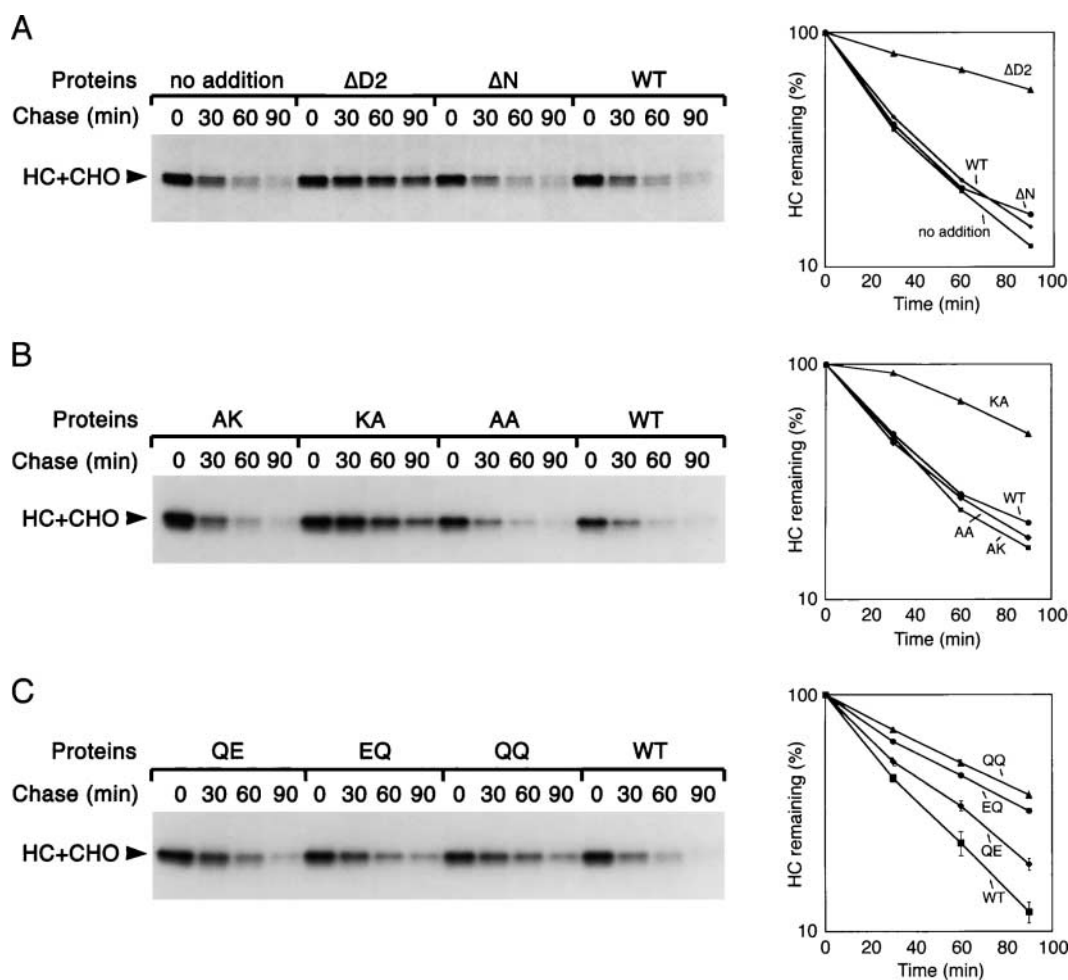 A
Proteins no addition ΔD2 ΔN WT
Chase (min) 0 30 60 90 0 30 60 90 0 30 60 90 0 30 60 90
HC+CHO
HC remaining (%)
100
10
ΔD2
WT
ΔN
no addition
0 20 40 60 80 100
Time (min)
B
Proteins AK KA AA WT
Chase (min) 0 30 60 90 0 30 60 90 0 30 60 90 0 30 60 90
HC+CHO
HC remaining (%)
100
10
KA
WT
AA
AK
0 20 40 60 80 100
Time (min)
C
Proteins QE EQ QQ WT
Chase (min) 0 30 60 90 0 30 60 90 0 30 60 90 0 30 60 90
HC+CHO
HC remaining (%)
100
10
QQ
EQ
QE
WT
0 20 40 60 80 100
Time (min)